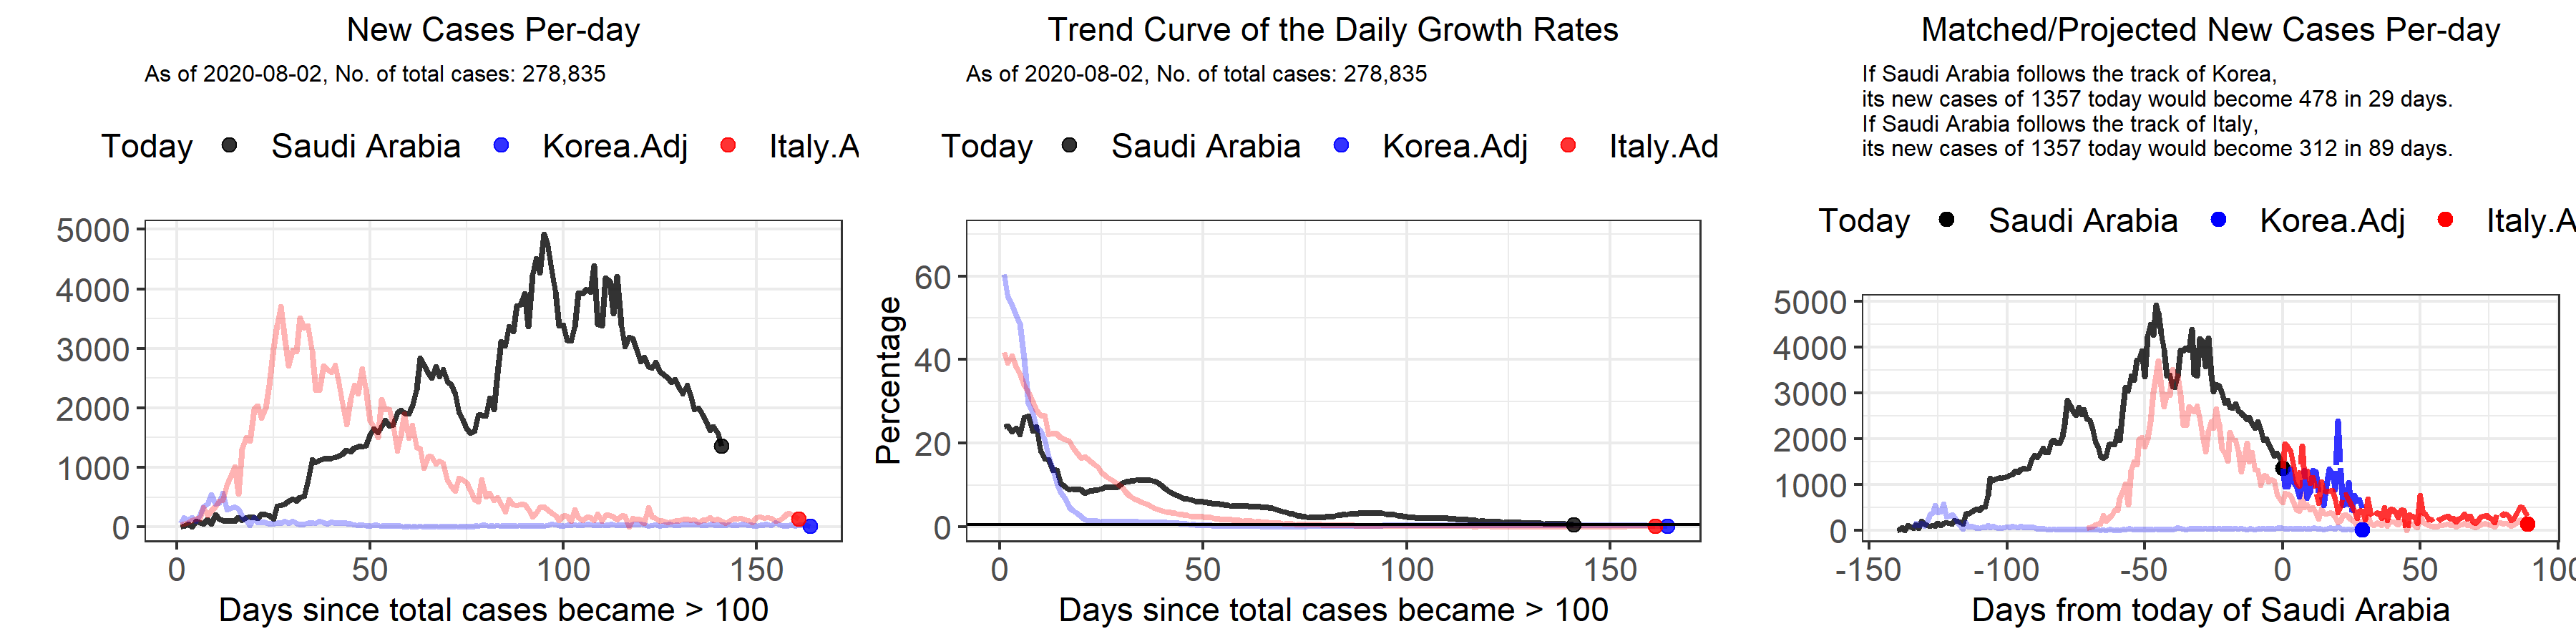 New Cases Per-day
As of 2020-08-02, No. of total cases: 278,835
Today Saudi Arabia Korea.Adj Italy.A
5000
4000
3000
2000
1000
0
0 50 100 150
Days since total cases became > 100
Trend Curve of the Daily Growth Rates
As of 2020-08-02, No. of total cases: 278,835
Today Saudi Arabia Korea.Adj Italy.Ad
Percentage
60
40
20
0
0 50 100 150
Days since total cases became > 100
Matched/Projected New Cases Per-day
If Saudi Arabia follows the track of Korea,
its new cases of 1357 today would become 478 in 29 days.
If Saudi Arabia follows the track of Italy,
its new cases of 1357 today would become 312 in 89 days.
Today Saudi Arabia Korea.Adj Italy.A
5000
4000
3000
2000
1000
0
-150 -100 -50 0 50 100
Days from today of Saudi Arabia